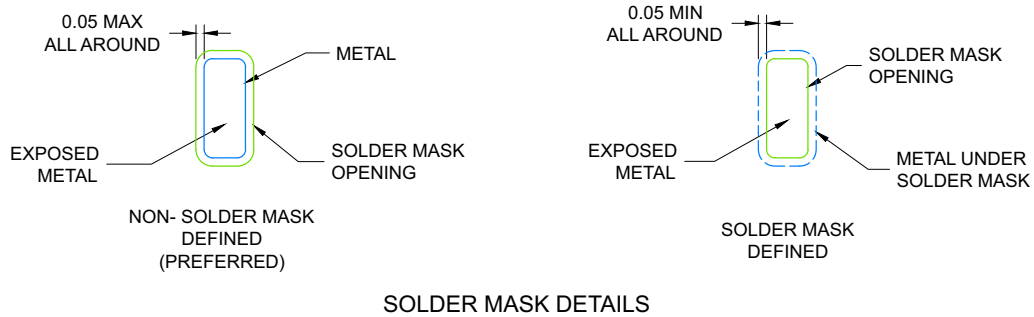 0.05 MAX
ALL AROUND
METAL
EXPOSED
METAL
SOLDER MASK
OPENING
NON- SOLDER MASK
DEFINED
(PREFERRED)
0.05 MIN
ALL AROUND
SOLDER MASK
OPENING
EXPOSED
METAL
METAL UNDER
SOLDER MASK
SOLDER MASK
DEFINED
SOLDER MASK DETAILS